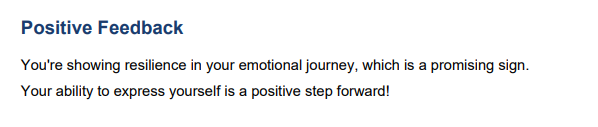 Positive Feedback
You're showing resilience in your emotional journey, which is a promising sign.
Your ability to express yourself is a positive step forward!